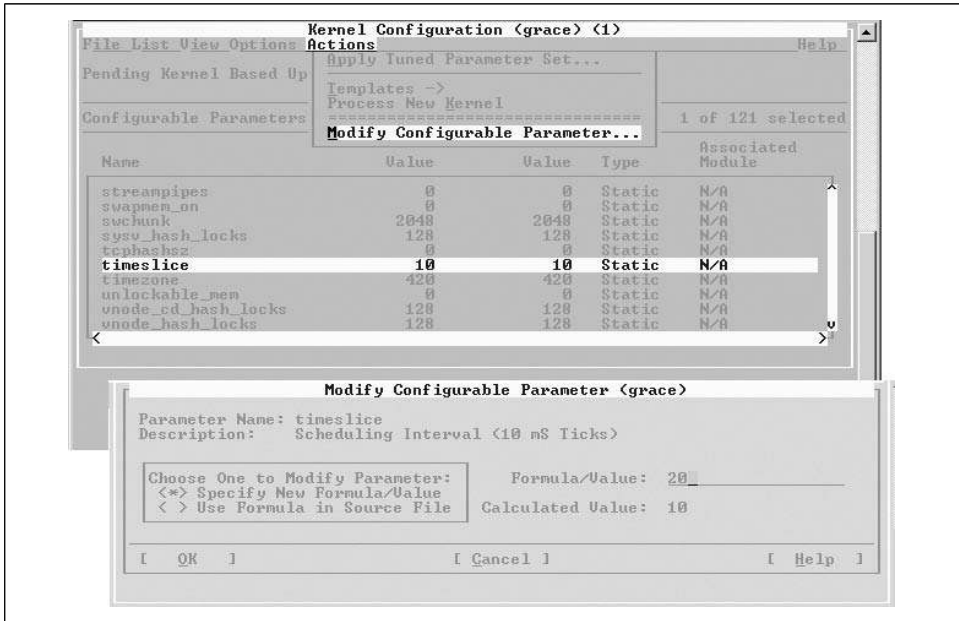 Kernel Configuration (grace) (1)
File List View Options Actions Help
Apply Tuned Parameter Set...
Pending Kernel Based Up
Templates ->
Process New Kernel
Configurable Parameters ================================ 1 of 121 selected
Modify Configurable Parameter...
Associated
Name Value Value Type Module
streampipes 0 0 Static N/A
swapmem_on 0 0 Static N/A
swchunk 2048 2048 Static N/A
sysv_hash_locks 128 128 Static N/A
tcphashsz 0 0 Static N/A
timeslice 10 10 Static N/A
timezone 420 420 Static N/A
unlockable_mem 0 0 Static N/A
vnode_cd_hash_locks 128 128 Static N/A
vnode_hash_locks 128 128 Static N/A
Modify Configurable Parameter (grace)
Parameter Name: timeslice
Description: Scheduling Interval (10 mS Ticks)
Choose One to Modify Parameter: Formula/Value: 20_
<*> Specify New Formula/Value
< > Use Formula in Source File Calculated Value: 10
[ OK ] [ Cancel ] [ Help ]